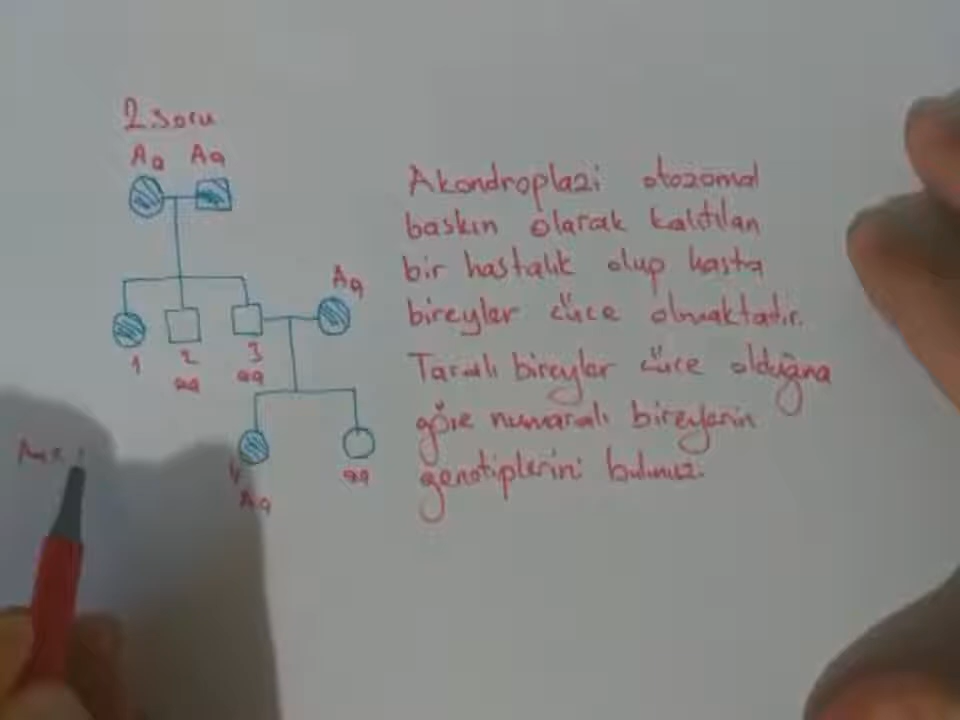 2.soru
Aa Aa
Akondroplazi otozomal
baskın olarak kalıtılan
bir hastalık olup hasta
Aa
bireyler cüce olmaktadır.
1 2 3
aa aa
Taralı bireyler cüce olduğuna
göre numaralı bireylerin
genotiplerini bulunuz.
4
Aa aa